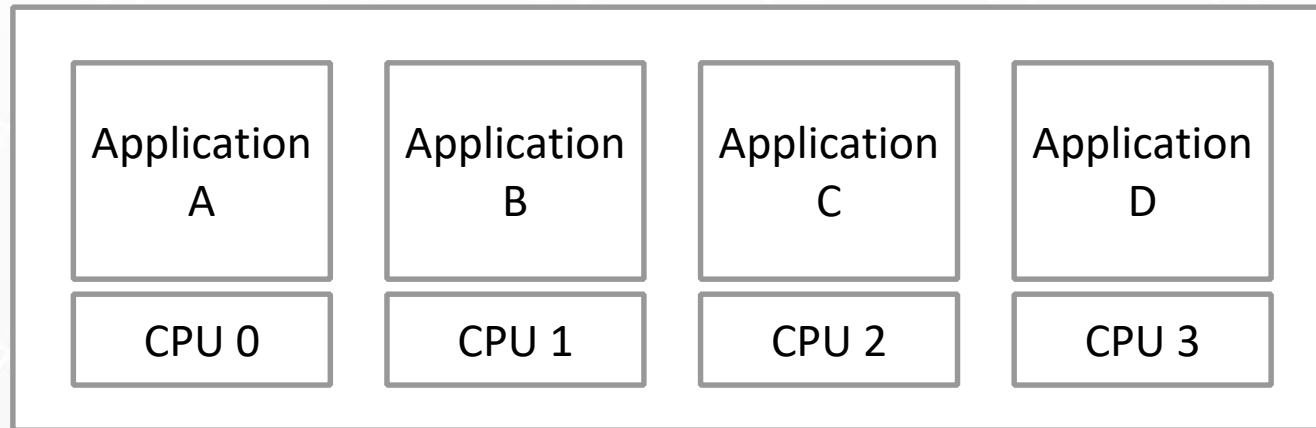 Application
A
Application
B
Application
C
Application
D
CPU 0
CPU 1
CPU 2
CPU 3